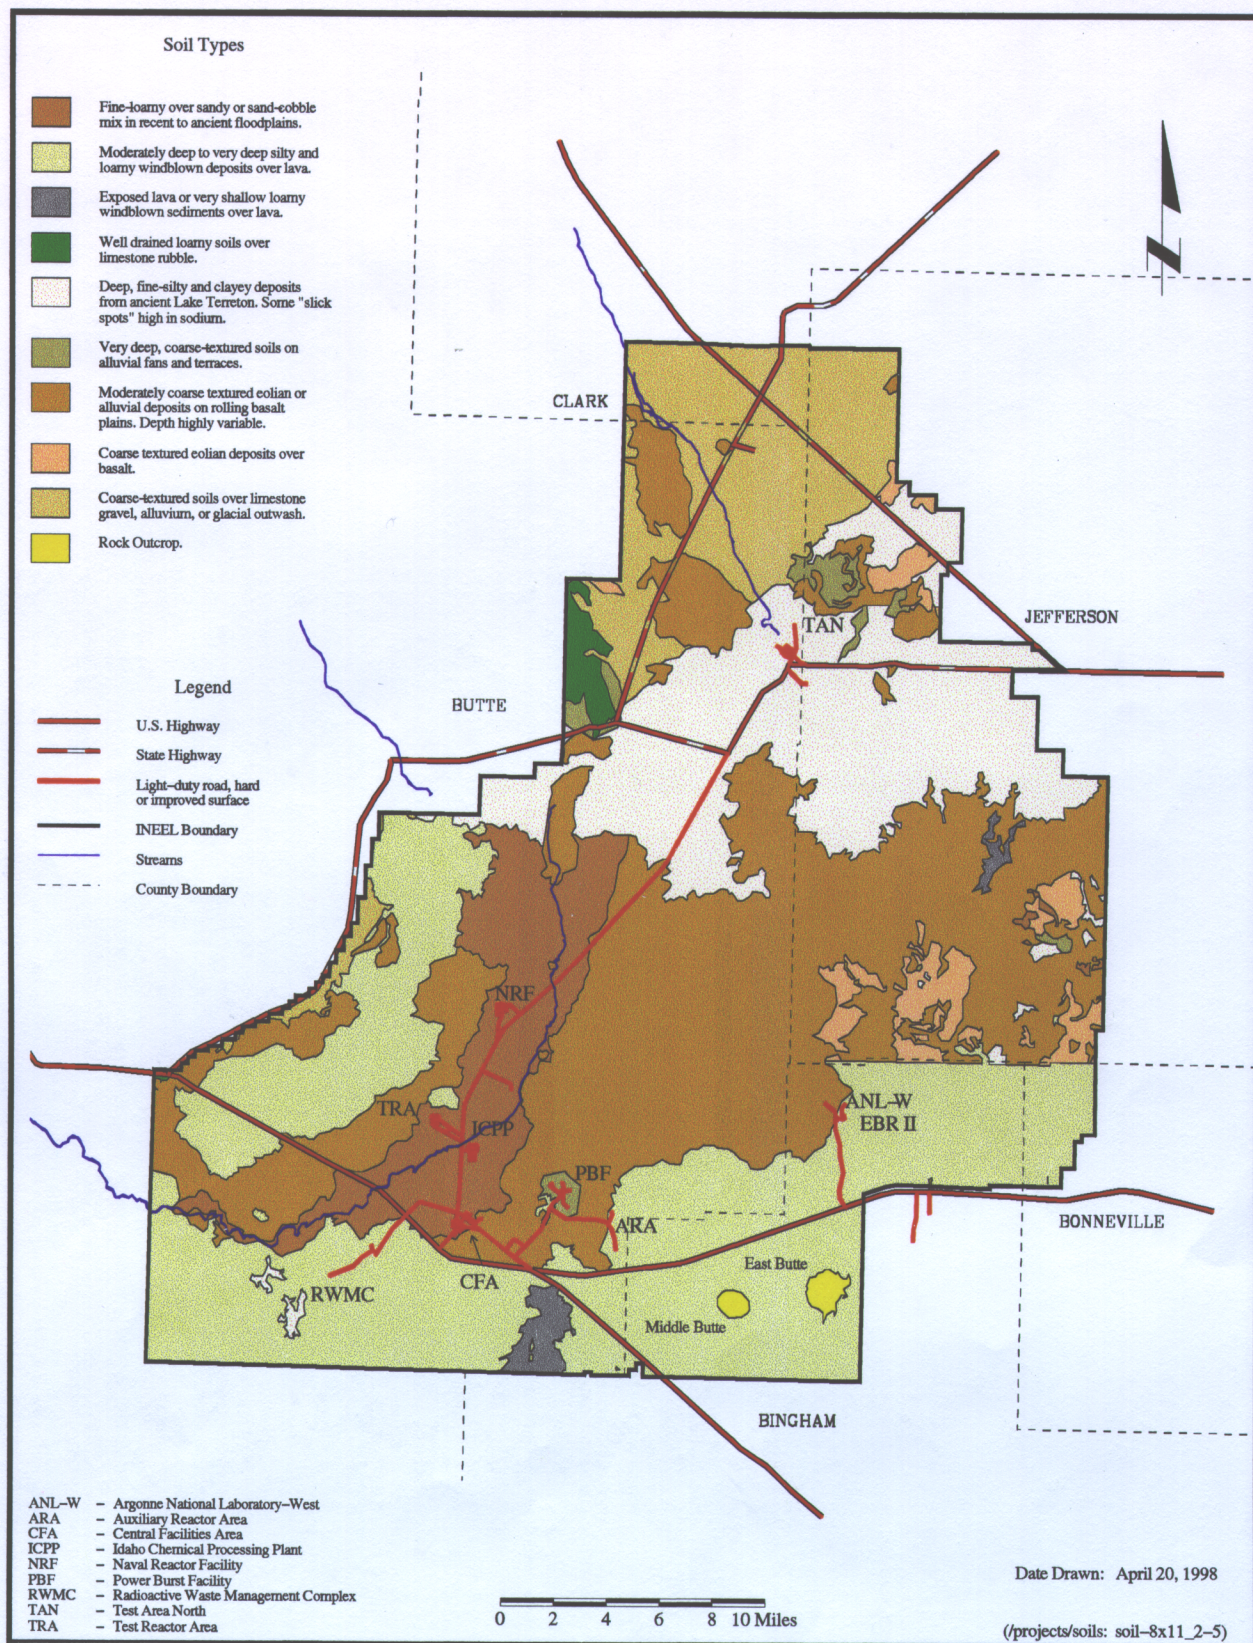 Soil Types
Fine-loamy over sandy or sand-cobble
mix in recent to ancient floodplains.
Moderately deep to very deep silty and
loamy windblown deposits over lava.
Exposed lava or very shallow loamy
windblown sediments over lava.
Well drained loamy soils over
limestone rubble.
Deep, fine-silty and clayey deposits
from ancient Lake Terreton. Some "slick
spots" high in sodium.
Very deep, coarse-textured soils on
alluvial fans and terraces.
Moderately coarse textured eolian or
alluvial deposits on rolling basalt
plains. Depth highly variable.
Coarse textured eolian deposits over
basalt.
Coarse-textured soils over limestone
gravel, alluvium, or glacial outwash.
Rock Outcrop.
Legend
U.S. Highway
State Highway
Light-duty road, hard
or improved surface
INEEL Boundary
Streams
County Boundary
N
CLARK
JEFFERSON
TAN
BUTTE
NRF
TRA
ICPP
ANL-W
EBR II
PBF
ARA
BONNEVILLE
East Butte
CFA
RWMC
Middle Butte
BINGHAM
ANL-W – Argonne National Laboratory-West
ARA – Auxiliary Reactor Area
CFA – Central Facilities Area
ICPP – Idaho Chemical Processing Plant
NRF – Naval Reactor Facility
PBF – Power Burst Facility
RWMC – Radioactive Waste Management Complex
TAN – Test Area North
TRA – Test Reactor Area
0 2 4 6 8 10 Miles
Date Drawn: April 20, 1998
(/projects/soils: soil-8x11_2-5)